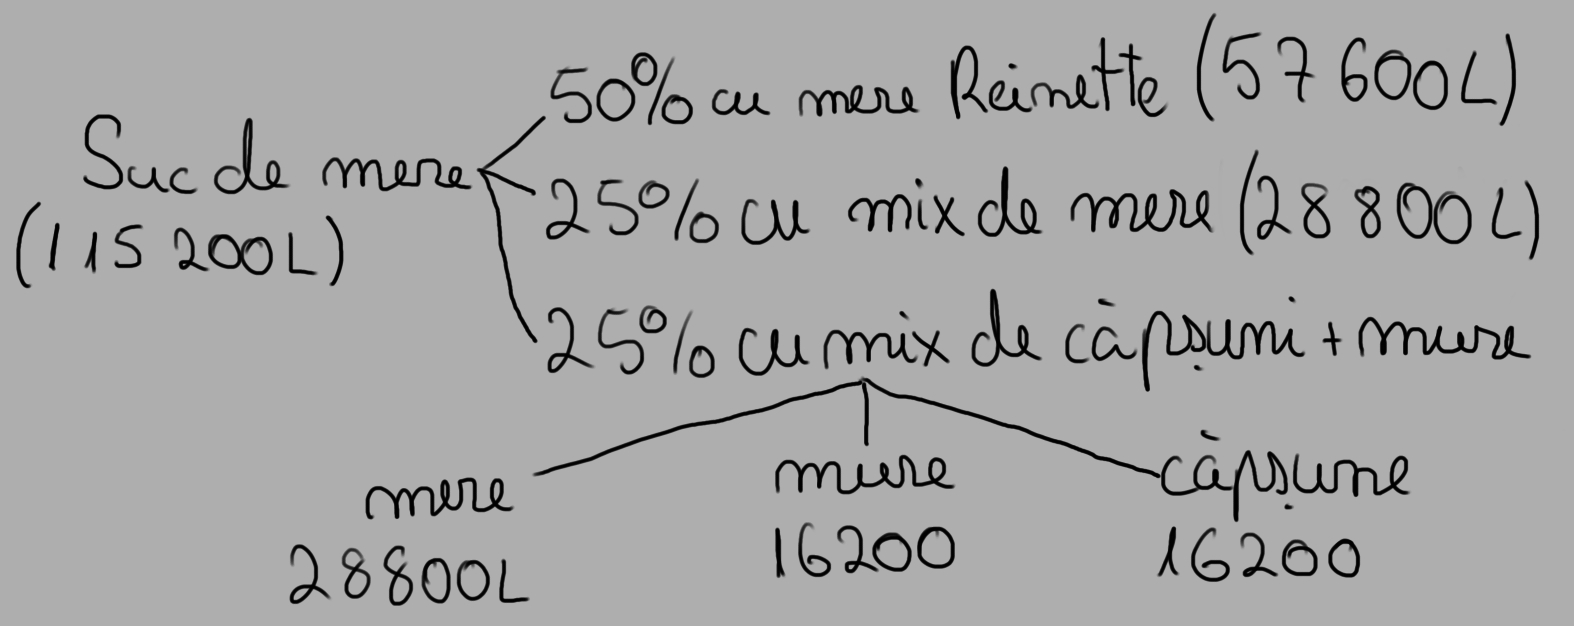 50% cu mere Reinette (57 600L)
Suc de mere
(115 200L)
25% cu mix de mere (28 800L)
25% cu mix de căpșuni + mure
mere
28800L
mure
16200
căpșune
16200